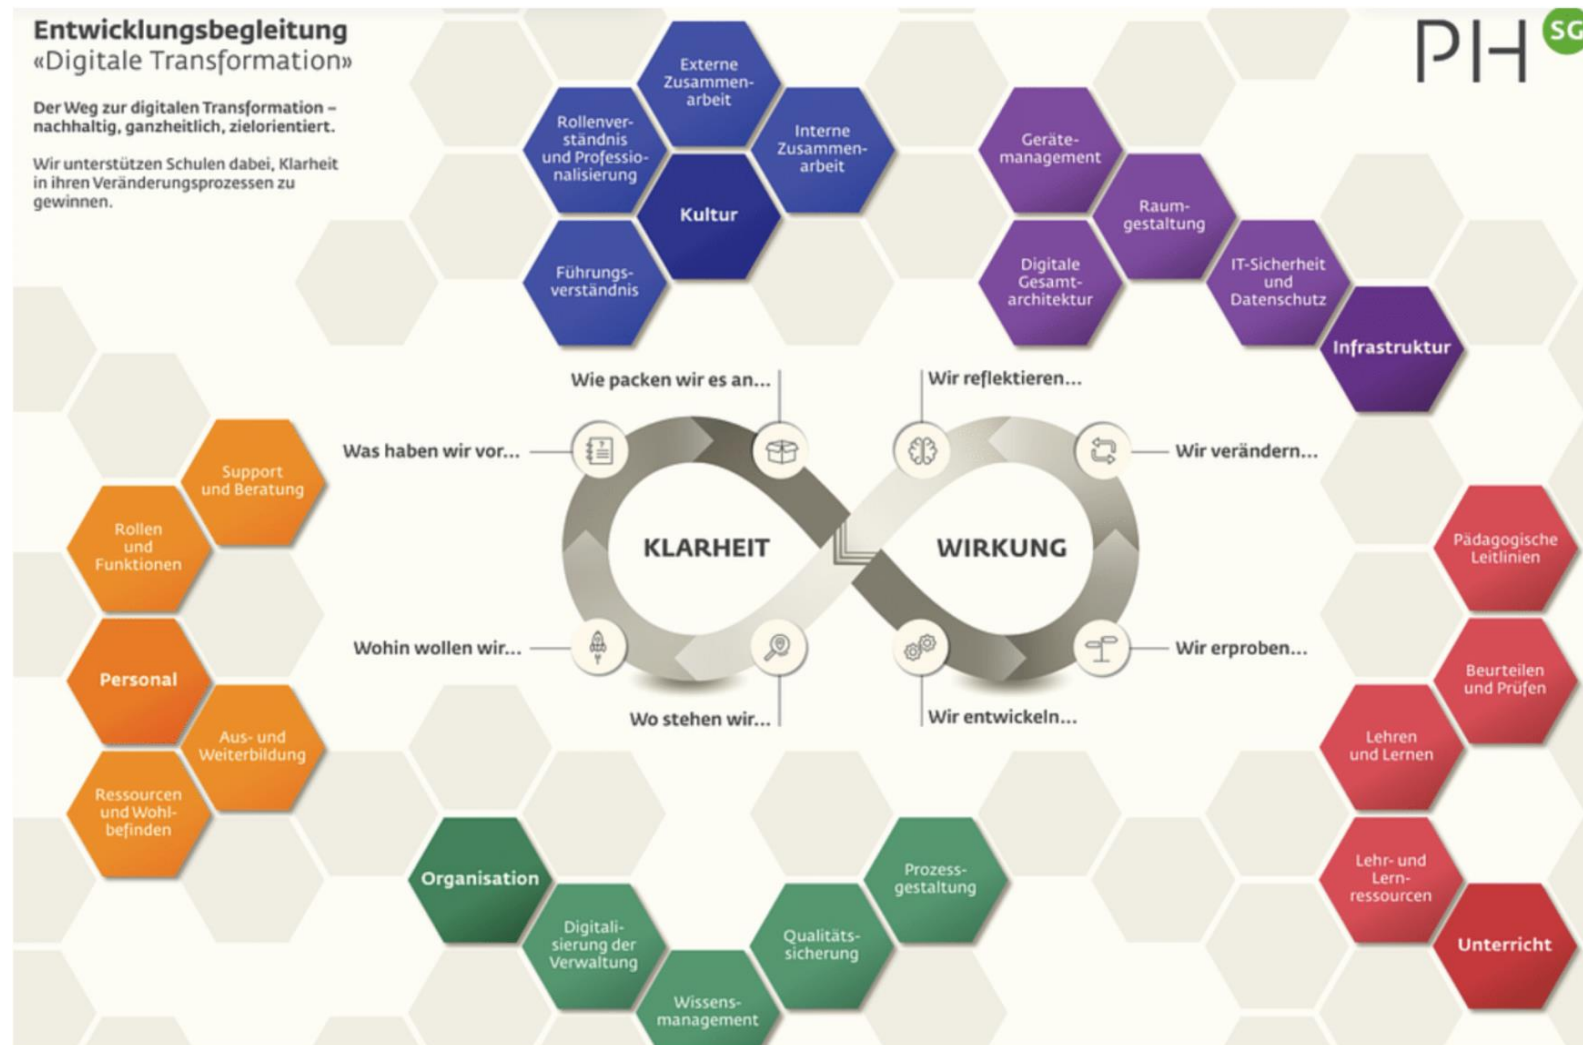 Entwicklungsbegleitung
«Digitale Transformation»
Der Weg zur digitalen Transformation –
nachhaltig, ganzheitlich, zielorientiert.
Wir unterstützen Schulen dabei, Klarheit
in ihren Veränderungsprozessen zu
gewinnen.
PH SG
Externe
Zusammen-
arbeit
Rollenver-
ständnis
und Professio-
nalisierung
Interne
Zusammen-
arbeit
Kultur
Führungs-
verständnis
Geräte-
management
Raum-
gestaltung
Digitale
Gesamt-
architektur
IT-Sicherheit
und
Datenschutz
Infrastruktur
Wie packen wir es an...
Wir reflektieren...
Was haben wir vor...
Wir verändern...
KLARHEIT
WIRKUNG
Wohin wollen wir...
Wir erproben...
Wo stehen wir...
Wir entwickeln...
Support
und Beratung
Rollen
und
Funktionen
Personal
Aus- und
Weiterbildung
Ressourcen
und Wohl-
befinden
Pädagogische
Leitlinien
Beurteilen
und Prüfen
Lehren
und Lernen
Lehr- und
Lern-
ressourcen
Unterricht
Organisation
Digitali-
sierung der
Verwaltung
Wissens-
management
Qualitäts-
sicherung
Prozess-
gestaltung